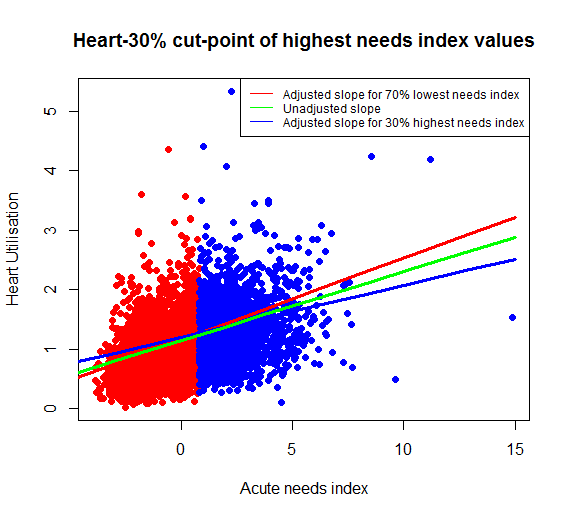 Heart-30% cut-point of highest needs index values
Adjusted slope for 70% lowest needs index
Unadjusted slope
Adjusted slope for 30% highest needs index
Heart Utilisation
5
4
3
2
1
0
0 5 10 15
Acute needs index